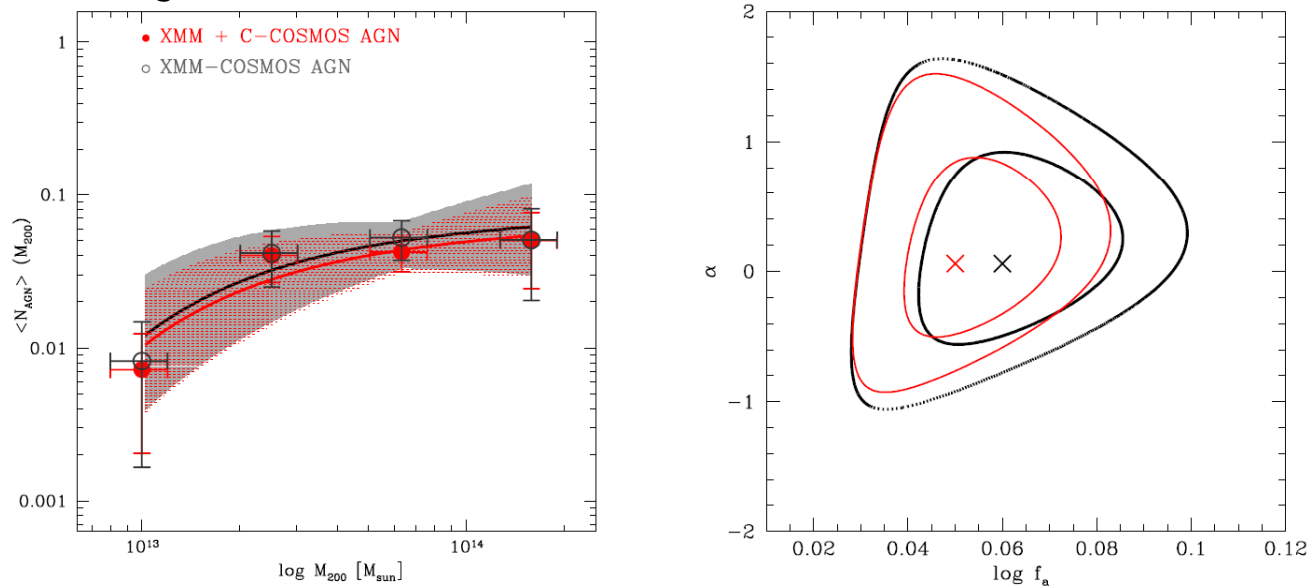 XMM + C-COSMOS AGN
XMM-COSMOS AGN
1
0.1
0.01
0.001
<N_AGN> (M_200)
10^13
10^14
log M_200 [M_sun]
2
1
0
-1
-2
α
0.02
0.04
0.06
0.08
0.1
0.12
log f_a